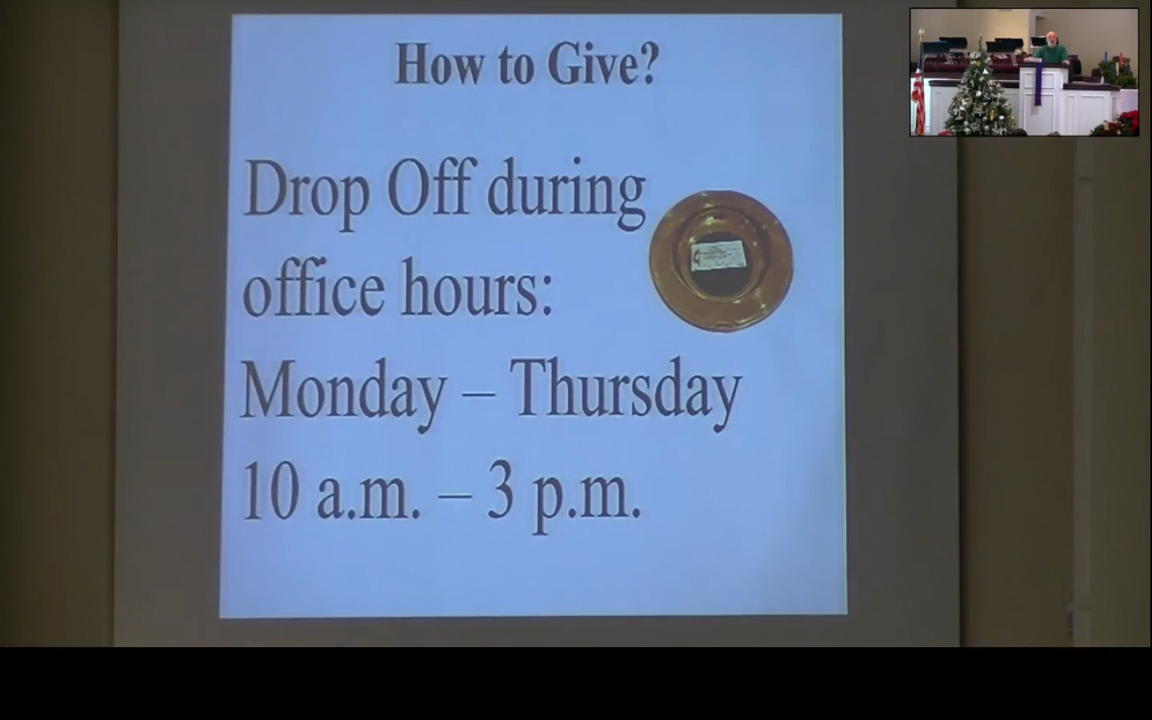 How to Give?
Drop Off during
office hours:
Monday – Thursday
10 a.m. – 3 p.m.